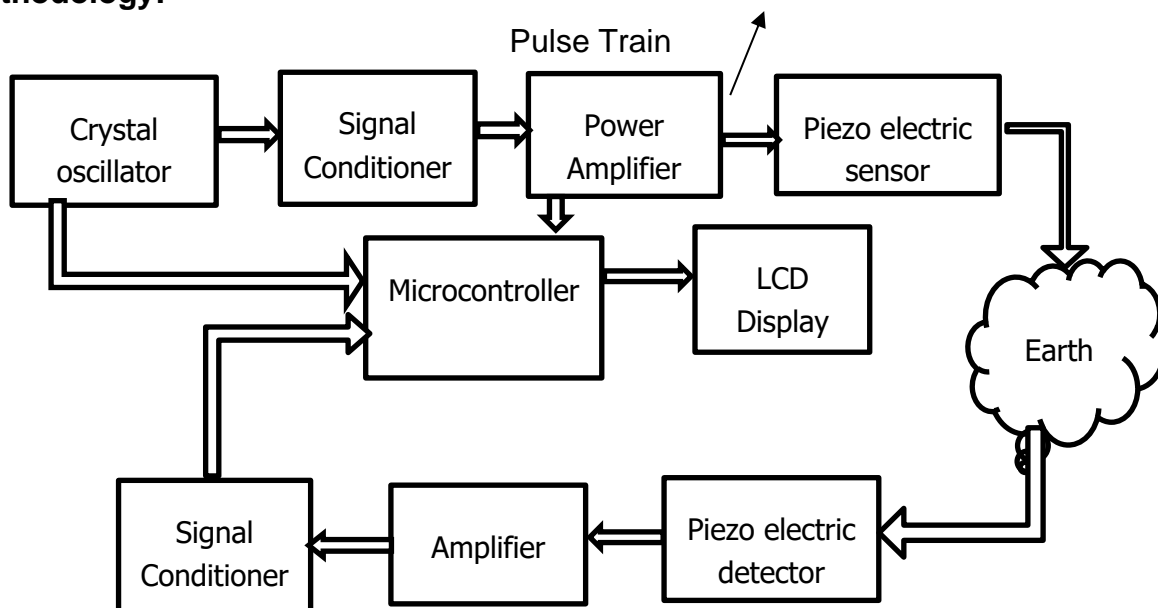 thodology:
Pulse Train
Crystal
oscillator
Signal
Conditioner
Power
Amplifier
Piezo electric
sensor
Microcontroller
LCD
Display
Earth
Signal
Conditioner
Amplifier
Piezo electric
detector